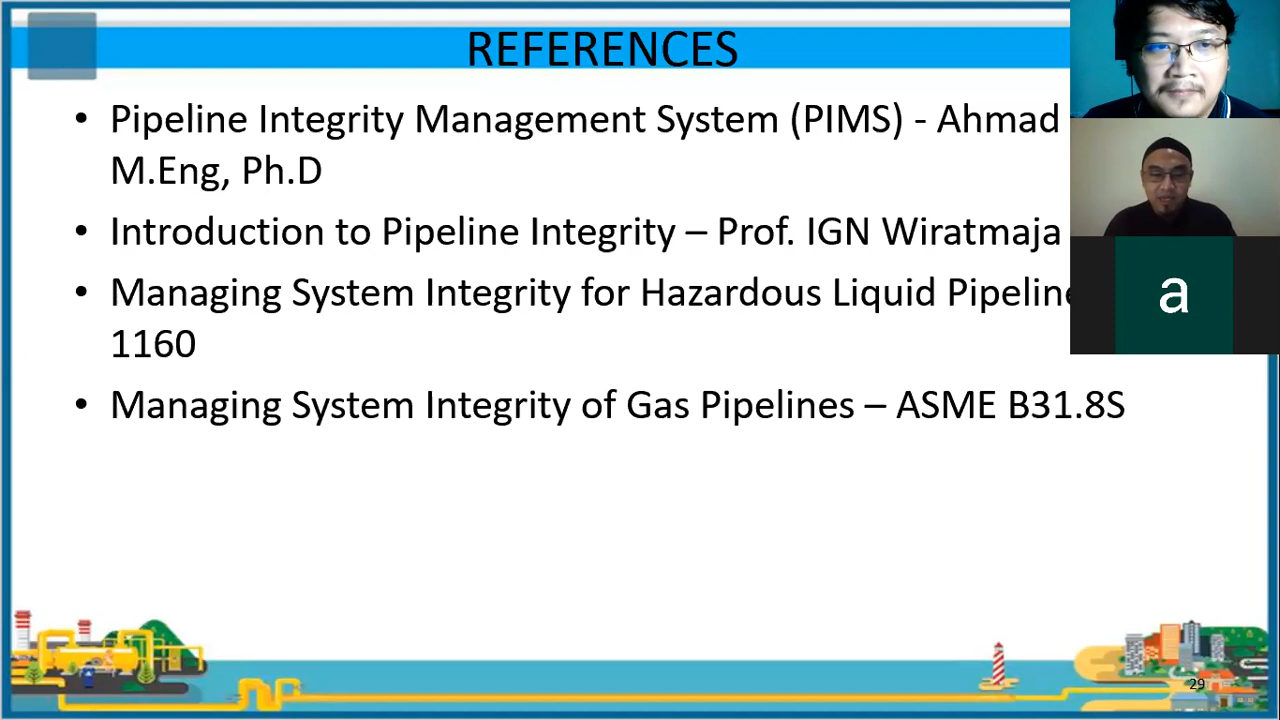 REFERENCES
• Pipeline Integrity Management System (PIMS) - Ahmad
M.Eng, Ph.D
• Introduction to Pipeline Integrity – Prof. IGN Wiratmaja
• Managing System Integrity for Hazardous Liquid
1160
• Managing System Integrity of Gas Pipelines – ASME B31.8S
a
29